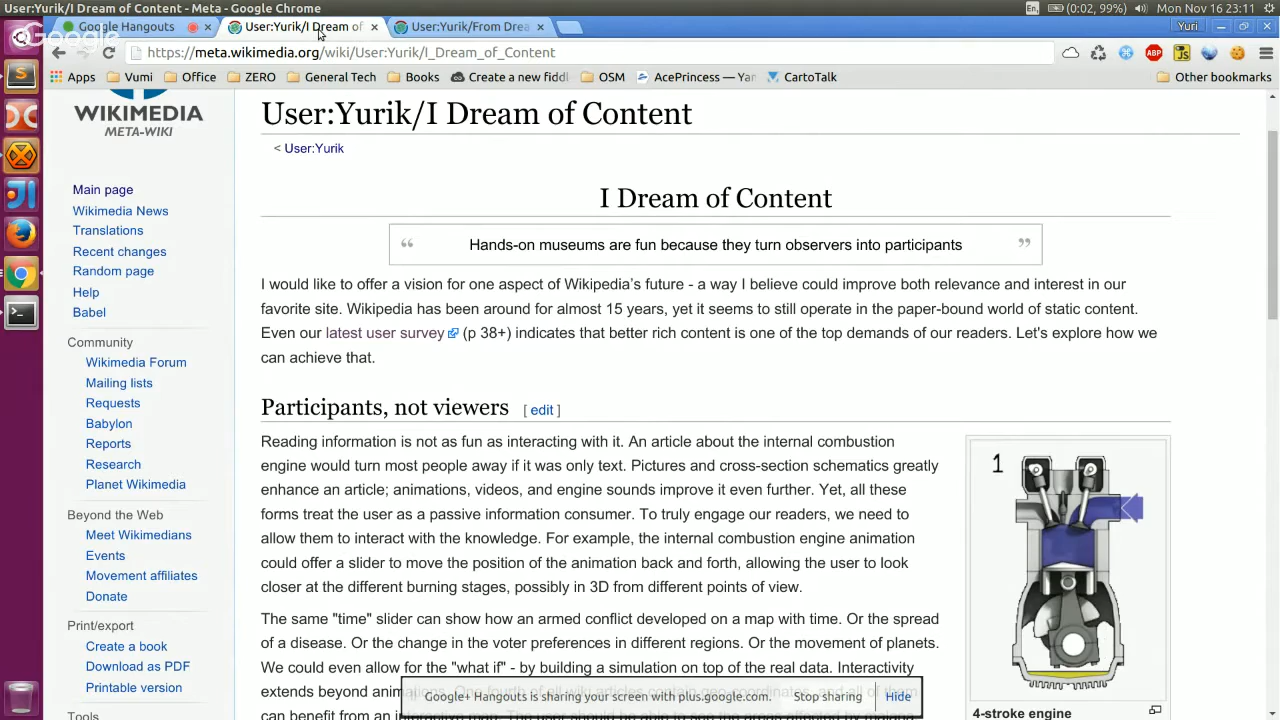 User:Yurik/I Dream of Content - Meta - Google Chrome
En
(0:02, 99%)
Mon Nov 16 23:11
Google
Google Hangouts
User:Yurik/I Dream of
User:Yurik/From Drea
Yuri
https://meta.wikimedia.org/wiki/User:Yurik/I_Dream_of_Content
ABP
JS
Apps
Vumi
Office
ZERO
General Tech
Books
Create a new fiddl
OSM
AcePrincess — Yan
CartoTalk
Other bookmarks
WIKIMEDIA
META-WIKI
Main page
Wikimedia News
Translations
Recent changes
Random page
Help
Babel
Community
Wikimedia Forum
Mailing lists
Requests
Babylon
Reports
Research
Planet Wikimedia
Beyond the Web
Meet Wikimedians
Events
Movement affiliates
Donate
Print/export
Create a book
Download as PDF
Printable version
Tools
User:Yurik/I Dream of Content
< User:Yurik
I Dream of Content
“ Hands-on museums are fun because they turn observers into participants ”
I would like to offer a vision for one aspect of Wikipedia's future - a way I believe could improve both relevance and interest in our
favorite site. Wikipedia has been around for almost 15 years, yet it seems to still operate in the paper-bound world of static content.
Even our latest user survey (p 38+) indicates that better rich content is one of the top demands of our readers. Let's explore how we
can achieve that.
Participants, not viewers [ edit ]
Reading information is not as fun as interacting with it. An article about the internal combustion
engine would turn most people away if it was only text. Pictures and cross-section schematics greatly
enhance an article; animations, videos, and engine sounds improve it even further. Yet, all these
forms treat the user as a passive information consumer. To truly engage our readers, we need to
allow them to interact with the knowledge. For example, the internal combustion engine animation
could offer a slider to move the position of the animation back and forth, allowing the user to look
closer at the different burning stages, possibly in 3D from different points of view.
The same "time" slider can show how an armed conflict developed on a map with time. Or the spread
of a disease. Or the change in the voter preferences in different regions. Or the movement of planets.
We could even allow for the "what if" - by building a simulation on top of the real data. Interactivity
extends beyond
can benefit from an
1
4-stroke engine
Google+ Hangouts is sharing your screen with plus.google.com.
Stop sharing
Hide